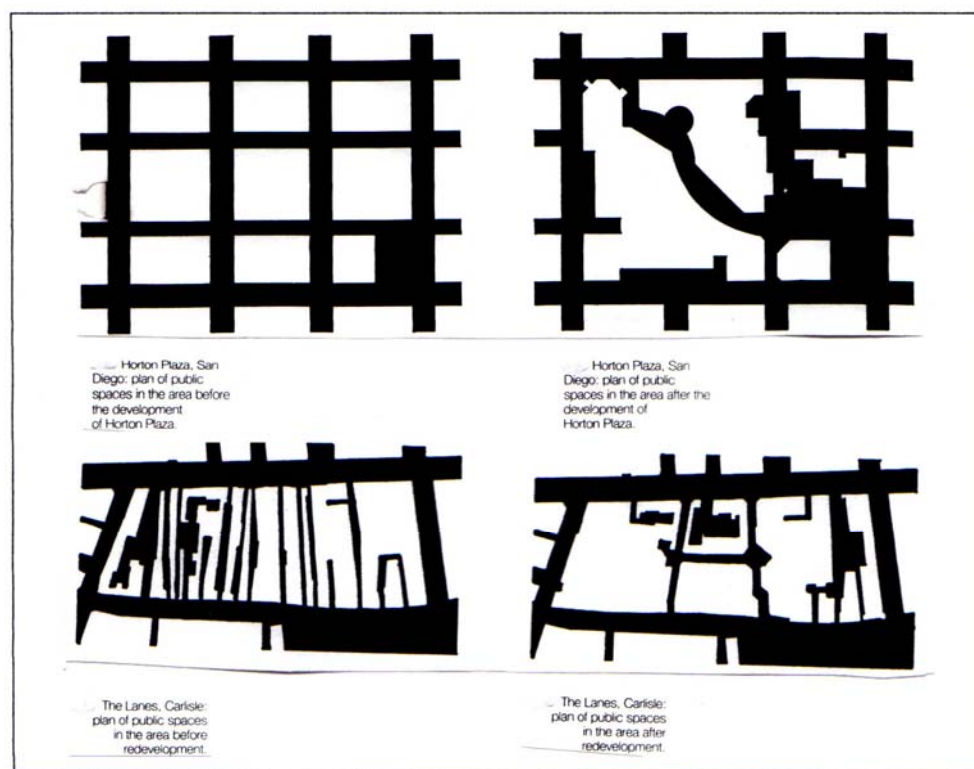 Horton Plaza, San
Diego: plan of public
spaces in the area before
the development
of Horton Plaza.
Horton Plaza, San
Diego: plan of public
spaces in the area after the
development of
Horton Plaza.
The Lanes, Carlisle:
plan of public spaces
in the area before
redevelopment.
The Lanes, Carlisle:
plan of public spaces
in the area after
redevelopment.